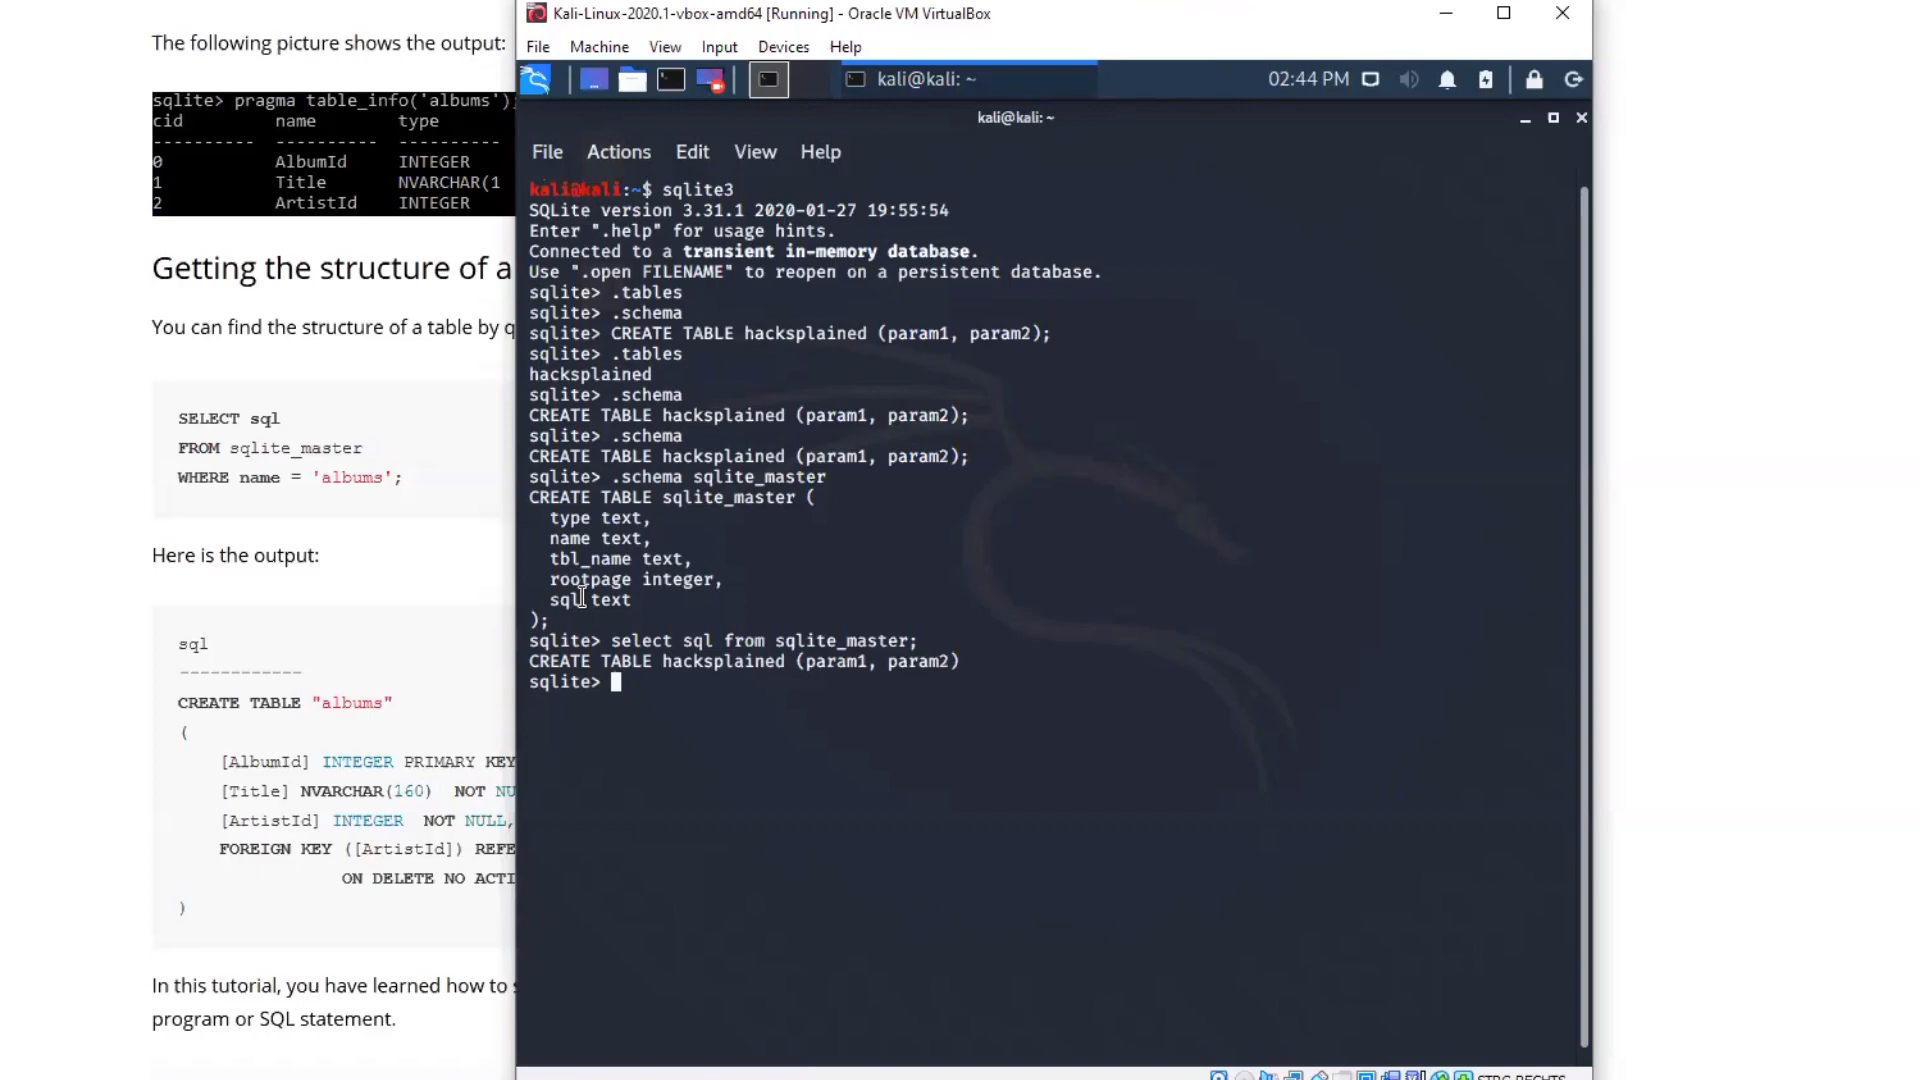 The following picture shows the output:
sqlite> pragma table_info('albums');
cid name type
---------- ---------- ----------
0 AlbumId INTEGER
1 Title NVARCHAR(1
2 ArtistId INTEGER
Getting the structure of a
You can find the structure of a table by q
SELECT sql
FROM sqlite_master
WHERE name = 'albums';
Here is the output:
sql
------------
CREATE TABLE "albums"
(
[AlbumId] INTEGER PRIMARY KEY
[Title] NVARCHAR(160) NOT NU
[ArtistId] INTEGER NOT NULL,
FOREIGN KEY ([ArtistId]) REFE
ON DELETE NO ACTI
)
In this tutorial, you have learned how to s
program or SQL statement.
Kali-Linux-2020.1-vbox-amd64 [Running] - Oracle VM VirtualBox
File Machine View Input Devices Help
kali@kali: ~
02:44 PM
kali@kali: ~
File Actions Edit View Help
kali@kali:~$ sqlite3
SQLite version 3.31.1 2020-01-27 19:55:54
Enter ".help" for usage hints.
Connected to a transient in-memory database.
Use ".open FILENAME" to reopen on a persistent database.
sqlite> .tables
sqlite> .schema
sqlite> CREATE TABLE hacksplained (param1, param2);
sqlite> .tables
hacksplained
sqlite> .schema
CREATE TABLE hacksplained (param1, param2);
sqlite> .schema
CREATE TABLE hacksplained (param1, param2);
sqlite> .schema sqlite_master
CREATE TABLE sqlite_master (
type text,
name text,
tbl_name text,
rootpage integer,
sql text
);
sqlite> select sql from sqlite_master;
CREATE TABLE hacksplained (param1, param2)
sqlite>
STRG-RECHTS